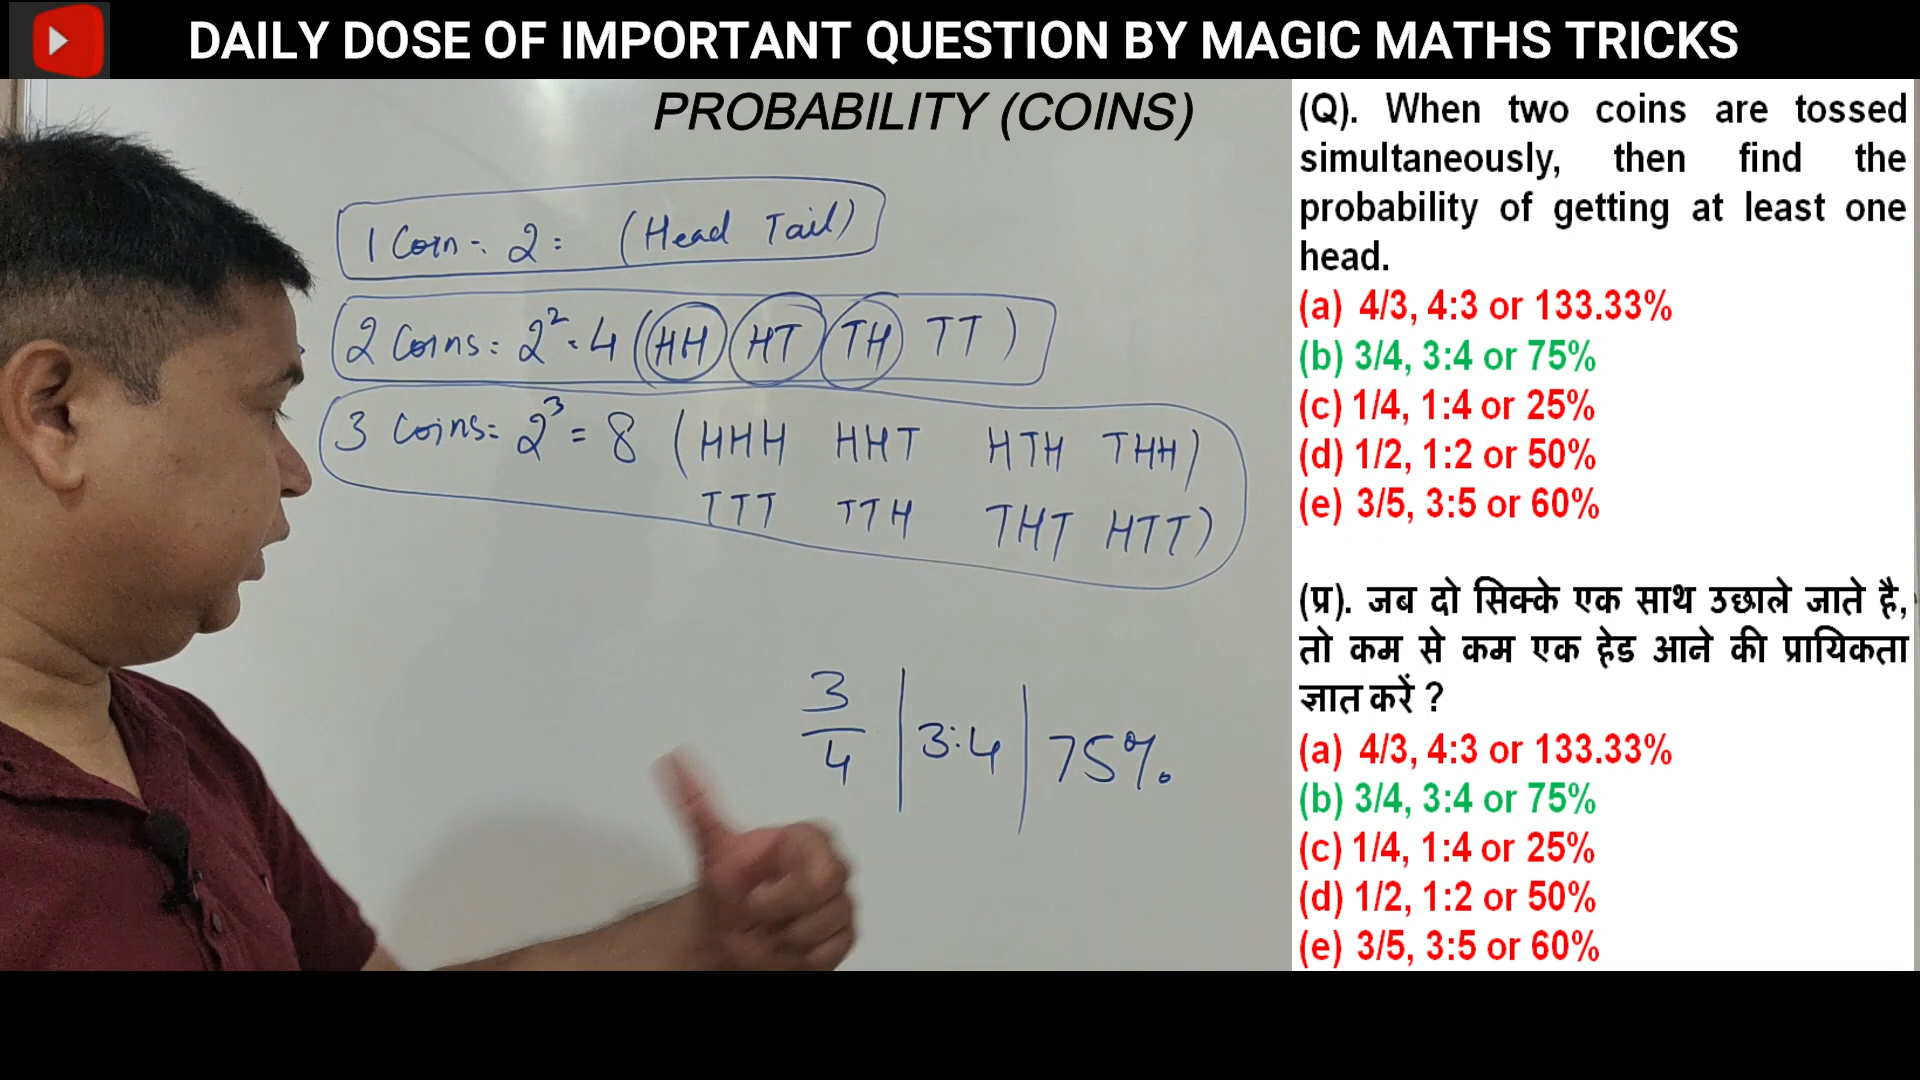 DAILY DOSE OF IMPORTANT QUESTION BY MAGIC MATHS TRICKS
PROBABILITY (COINS)
1 Coin = 2 = (Head Tail)
2 Coins = 2² = 4 (HH HT TH TT)
3 Coins = 2³ = 8 (HHH HHT HTH THH)
TTT TTH THT HTT)
3/4 | 3:4 | 75%
(Q). When two coins are tossed
simultaneously, then find the
probability of getting at least one
head.
(a) 4/3, 4:3 or 133.33%
(b) 3/4, 3:4 or 75%
(c) 1/4, 1:4 or 25%
(d) 1/2, 1:2 or 50%
(e) 3/5, 3:5 or 60%
(प्र). जब दो सिक्के एक साथ उछाले जाते है,
तो कम से कम एक हेड आने की प्रायिकता
ज्ञात करें ?
(a) 4/3, 4:3 or 133.33%
(b) 3/4, 3:4 or 75%
(c) 1/4, 1:4 or 25%
(d) 1/2, 1:2 or 50%
(e) 3/5, 3:5 or 60%